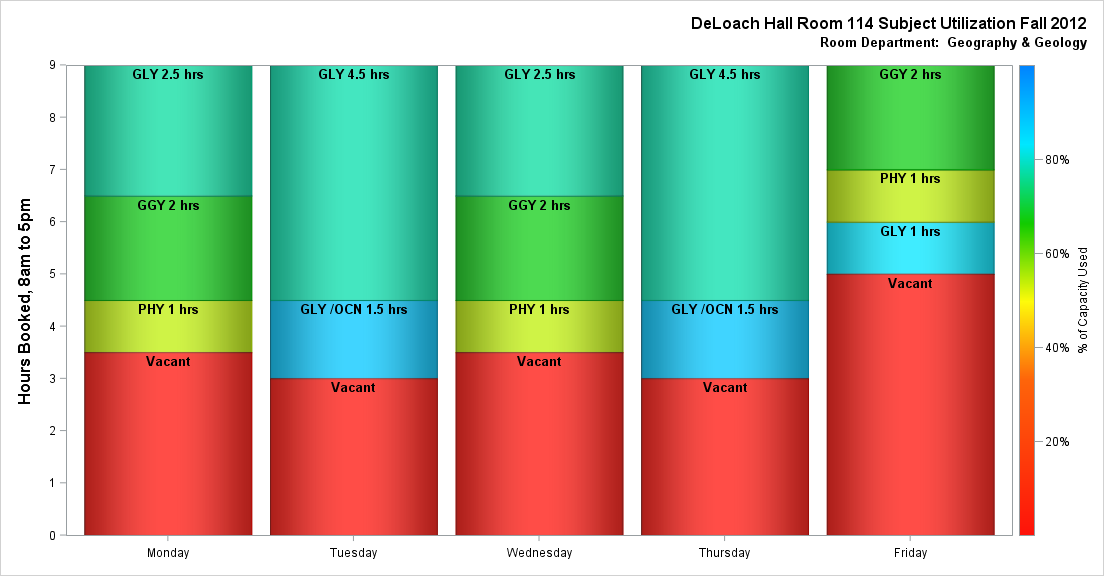 DeLoach Hall Room 114 Subject Utilization Fall 2012
Room Department:  Geography & Geology
Hours Booked, 8am to 5pm
9
8
7
6
5
4
3
2
1
0
GLY 2.5 hrs
GGY 2 hrs
PHY 1 hrs
Vacant
GLY 4.5 hrs
GLY /OCN 1.5 hrs
Vacant
GLY 2.5 hrs
GGY 2 hrs
PHY 1 hrs
Vacant
GLY 4.5 hrs
GLY /OCN 1.5 hrs
Vacant
GGY 2 hrs
PHY 1 hrs
GLY 1 hrs
Vacant
Monday
Tuesday
Wednesday
Thursday
Friday
80%
60%
40%
20%
% of Capacity Used